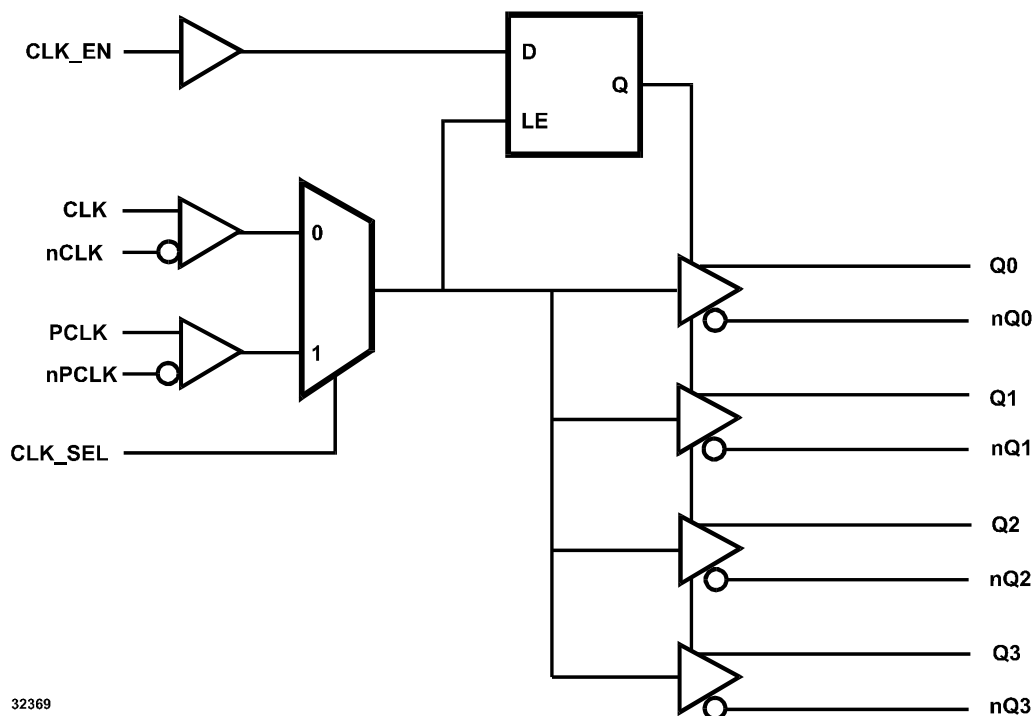 CLK_EN
D
Q
LE
CLK
nCLK
0
PCLK
nPCLK
1
CLK_SEL
Q0
nQ0
Q1
nQ1
Q2
nQ2
Q3
nQ3
32369